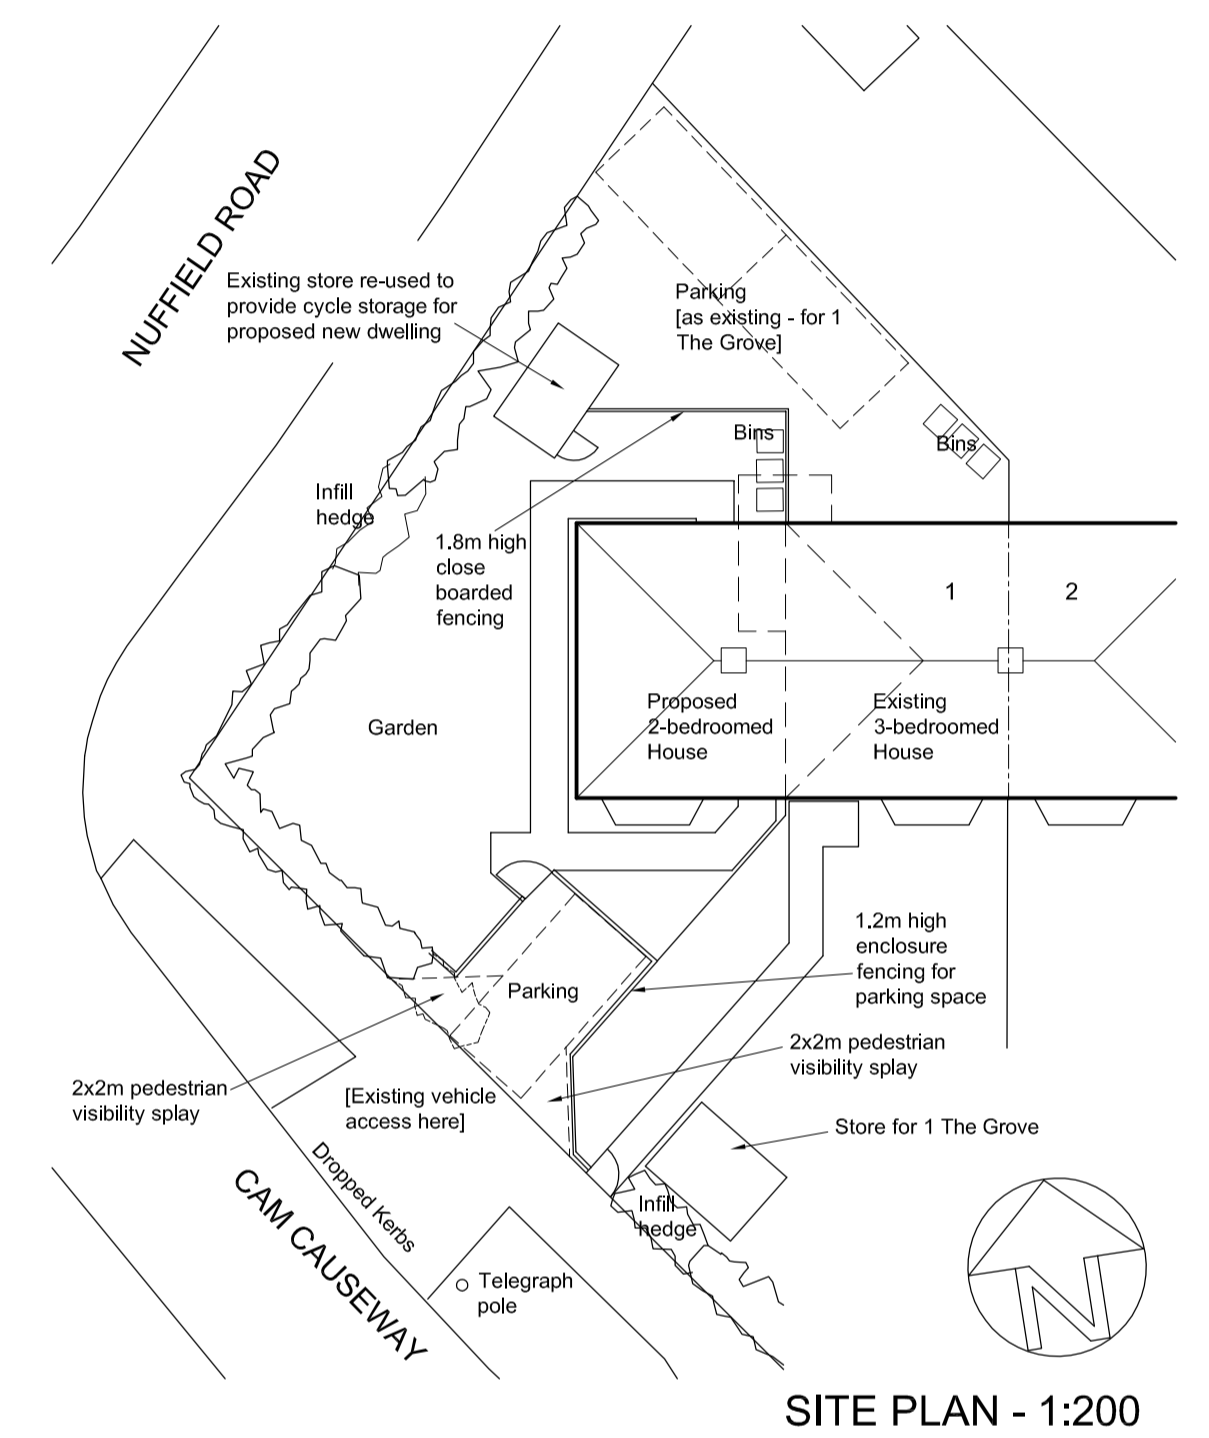 NUFFIELD ROAD
Existing store re-used to
provide cycle storage for
proposed new dwelling
Parking
[as existing - for 1
The Grove]
Bins
Bins
Infill
hedge
1.8m high
close
boarded
fencing
1
2
Proposed
2-bedroomed
House
Existing
3-bedroomed
House
Garden
1.2m high
enclosure
fencing for
parking space
Parking
2x2m pedestrian
visibility splay
2x2m pedestrian
visibility splay
[Existing vehicle
access here]
Store for 1 The Grove
Dropped Kerbs
CAM CAUSEWAY
Infill
hedge
Telegraph
pole
N
SITE PLAN - 1:200